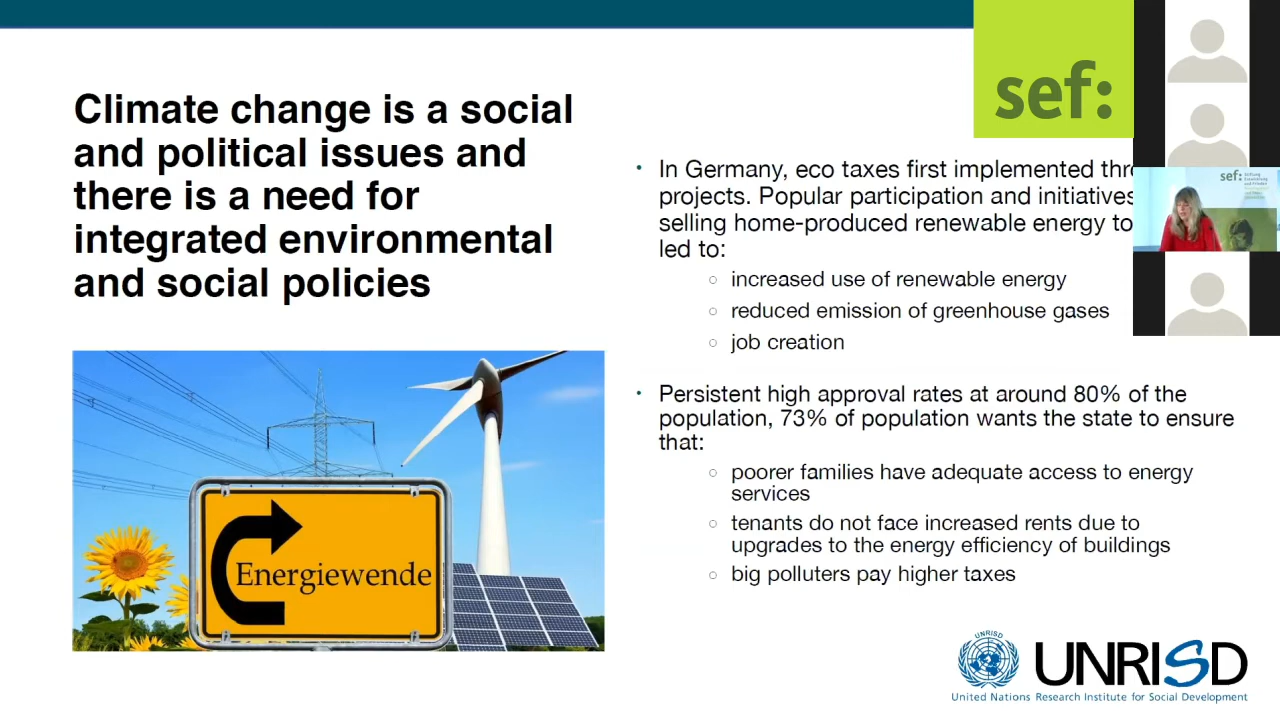 sef:
Climate change is a social
and political issues and
there is a need for
integrated environmental
and social policies
Energiewende
• In Germany, eco taxes first implemented
projects. Popular participation and initiatives
selling home-produced renewable energy to
led to:
○ increased use of renewable energy
○ reduced emission of greenhouse gases
○ job creation
• Persistent high approval rates at around 80% of the
population, 73% of population wants the state to ensure
that:
○ poorer families have adequate access to energy
services
○ tenants do not face increased rents due to
upgrades to the energy efficiency of buildings
○ big polluters pay higher taxes
sef:
UNRISD
UNRISD
United Nations Research Institute for Social Development